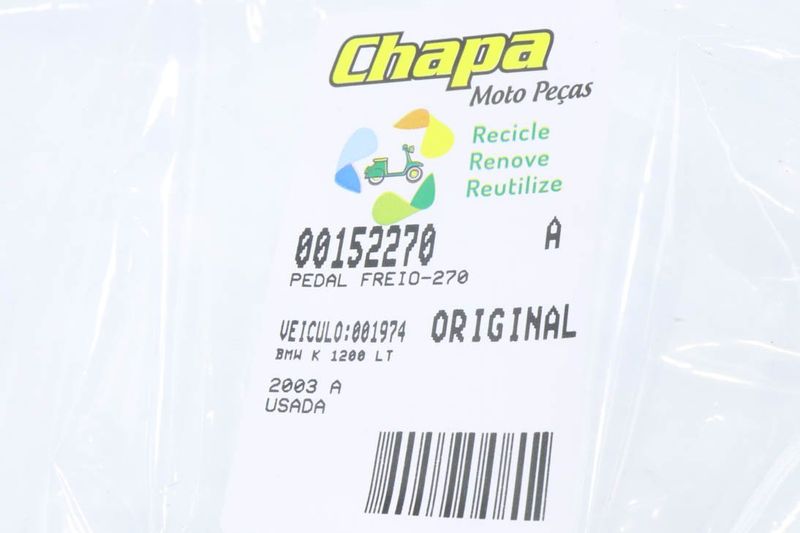 Chapa
Moto Peças
Recicle
Renove
Reutilize
00152270 A
PEDAL FREIO-270
VEICULO:001974 ORIGINAL
BMW K 1200 LT
2003 A
USADA